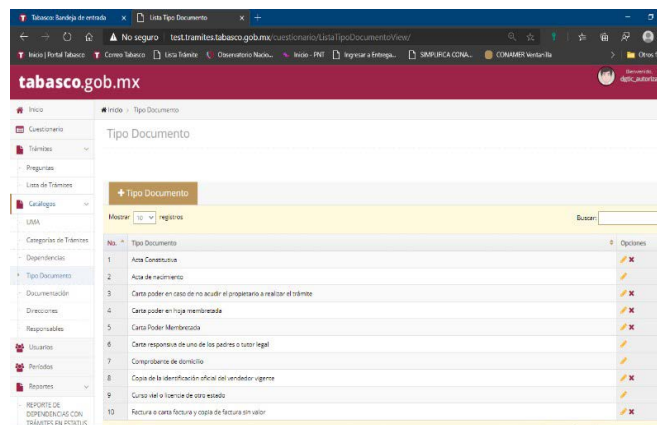 Tabasco: Bandeja de entrada
Lista Tipo Documento
No seguro
test.tramites.tabasco.gob.mx/cuestionario/ListaTipoDocumentoView/
Inicio | Portal Tabasco
Correo Tabasco
Lista Trámite
Observatorio Nacio...
Inicio - PNT
Ingresar a Entrega...
SIMPLIFICA CONA...
CONAMER Ventanilla
Otros
tabasco.gob.mx
Bienvenido,
Inicio
Inicio > Tipo Documento
Cuestionario
Tipo Documento
Trámites
Preguntas
Lista de Trámites
Catálogos
UMA
Categorías de Trámites
Dependencias
Tipo Documento
Documentación
Direcciones
Responsables
Usuarios
Periodos
Reportes
REPORTE DE
DEPENDENCIAS CON
TRÁMITES EN ESTATUS
+ Tipo Documento
Mostrar 10 registros
Buscar:
No. Tipo Documento Opciones
1 Acta Constitutiva
2 Acta de nacimiento
3 Carta poder en caso de no acudir el propietario a realizar el trámite
4 Carta poder en hoja membretada
5 Carta Poder Membretada
6 Carta responsiva de uno de los padres o tutor legal
7 Comprobante de domicilio
8 Copia de la identificación oficial del vendedor vigente
9 Curso vial o licencia de otro estado
10 Factura o carta factura y copia de factura sin valor